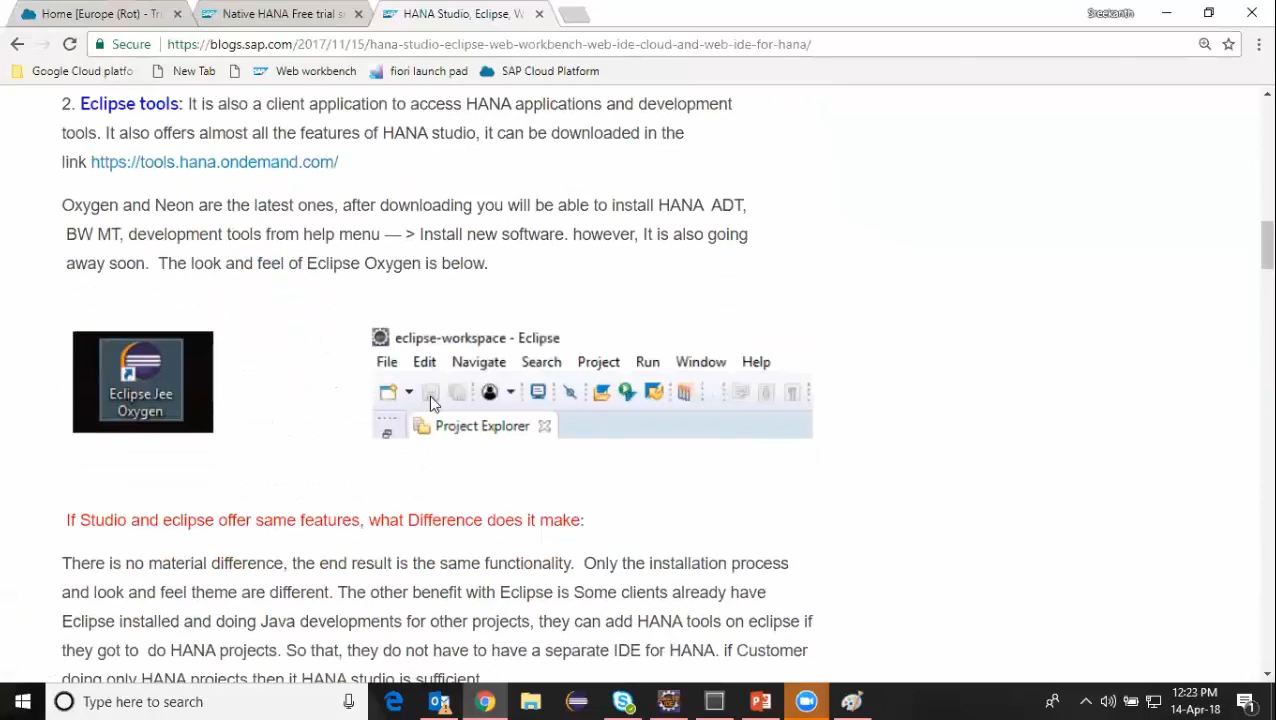 Home [Europe (Rot) - Tr
Native HANA Free trial s
HANA Studio, Eclipse, W
Sreekanth
Secure
https://blogs.sap.com/2017/11/15/hana-studio-eclipse-web-workbench-web-ide-cloud-and-web-ide-for-hana/
Google Cloud platfo
New Tab
Web workbench
fiori launch pad
SAP Cloud Platform
2. Eclipse tools: It is also a client application to access HANA applications and development
tools. It also offers almost all the features of HANA studio, it can be downloaded in the
link https://tools.hana.ondemand.com/
Oxygen and Neon are the latest ones, after downloading you will be able to install HANA ADT,
BW MT, development tools from help menu — > Install new software. however, It is also going
away soon. The look and feel of Eclipse Oxygen is below.
Eclipse Jee
Oxygen
eclipse-workspace - Eclipse
File Edit Navigate Search Project Run Window Help
Project Explorer
If Studio and eclipse offer same features, what Difference does it make:
There is no material difference, the end result is the same functionality. Only the installation process
and look and feel theme are different. The other benefit with Eclipse is Some clients already have
Eclipse installed and doing Java developments for other projects, they can add HANA tools on eclipse if
they got to do HANA projects. So that, they do not have to have a separate IDE for HANA. if Customer
doing only HANA projects then it HANA studio is sufficient
Type here to search
12:23 PM
14-Apr-18